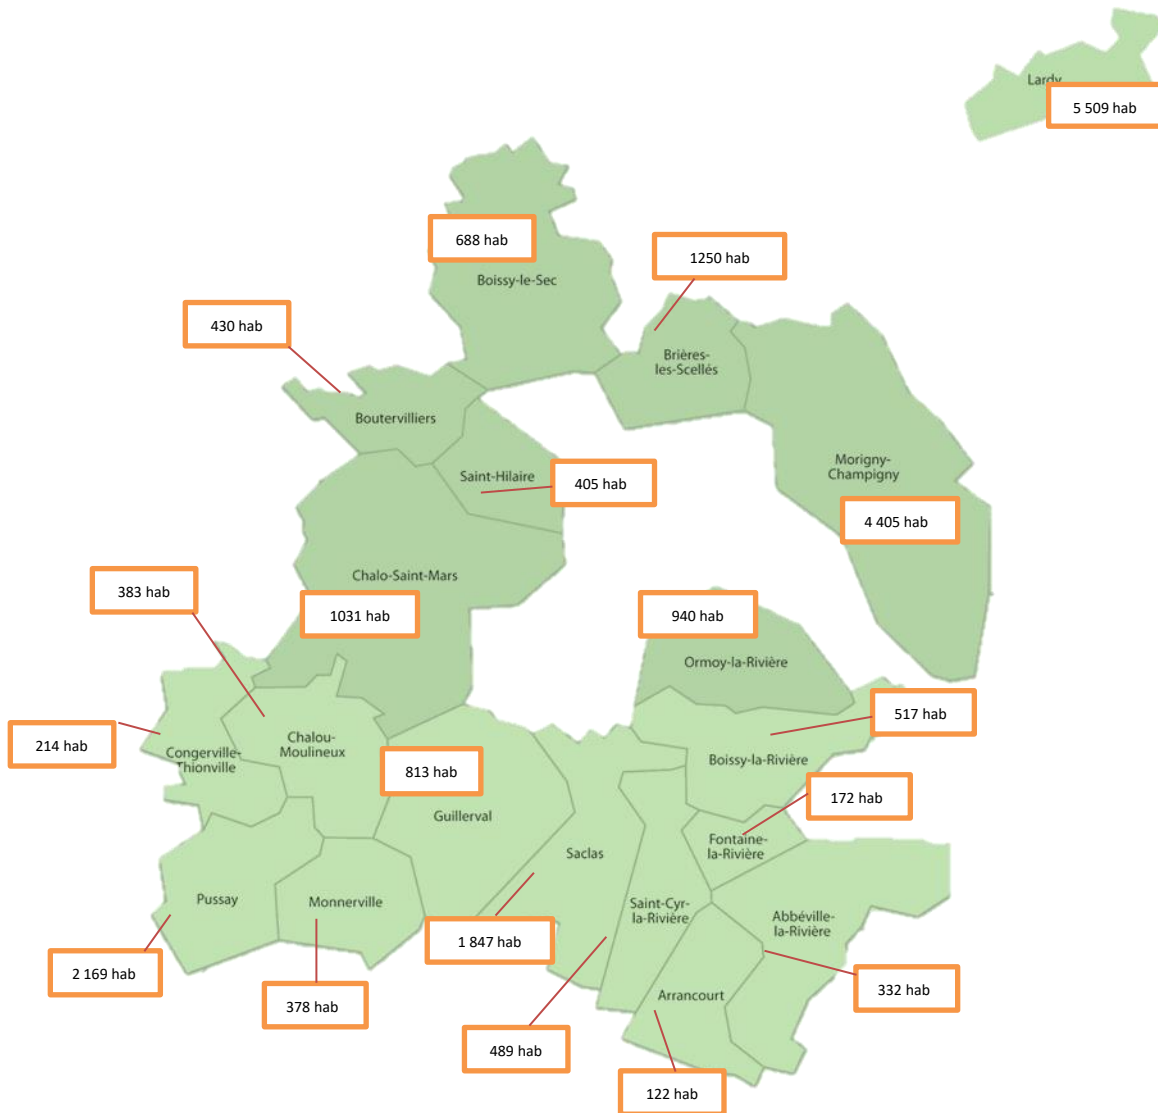 Lardy
5 509 hab
688 hab
Boissy-le-Sec
1250 hab
430 hab
Brières-
les-Scellés
Boutervilliers
Saint-Hilaire
405 hab
Morigny-
Champigny
4 405 hab
Chalo-Saint-Mars
383 hab
1031 hab
940 hab
Ormoy-la-Rivière
517 hab
214 hab
Congerville-
Thionville
Chalou-
Moulineux
813 hab
Guillerval
Boissy-la-Rivière
172 hab
Fontaine-
la-Rivière
Saclas
Pussay
Monnerville
Saint-Cyr-
la-Rivière
Abbéville-
la-Rivière
1 847 hab
2 169 hab
378 hab
332 hab
Arrancourt
489 hab
122 hab